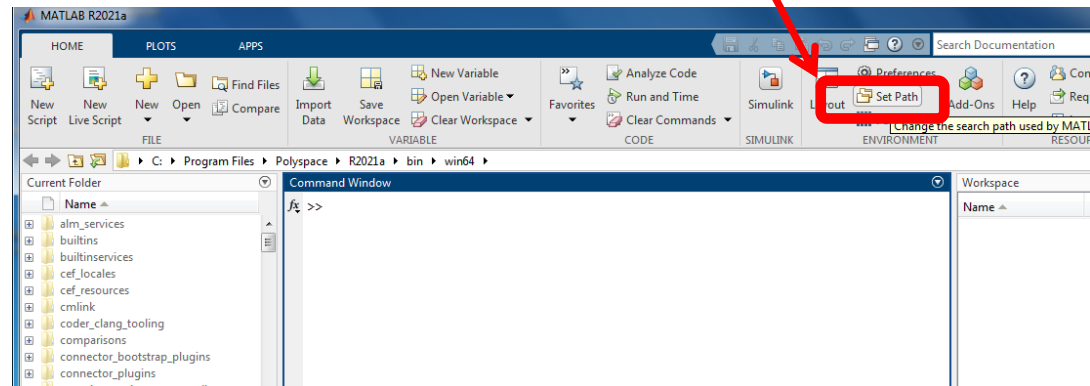 MATLAB R2021a
HOME PLOTS APPS Search Documentation
New Script
New Live Script
New
Open
Find Files
Compare
FILE
Import Data
Save Workspace
New Variable
Open Variable
Clear Workspace
VARIABLE
Favorites
Analyze Code
Run and Time
Clear Commands
CODE
Simulink
SIMULINK
Layout
Preferences
Set Path
Add-Ons
ENVIRONMENT
Change the search path used by MATL
Help
Con
Req
RESOUR
C: Program Files Polyspace R2021a bin win64
Current Folder
Name
alm_services
builtins
builtinservices
cef_locales
cef_resources
cmlink
coder_clang_tooling
comparisons
connector_bootstrap_plugins
connector_plugins
Command Window
fx >>
Workspace
Name